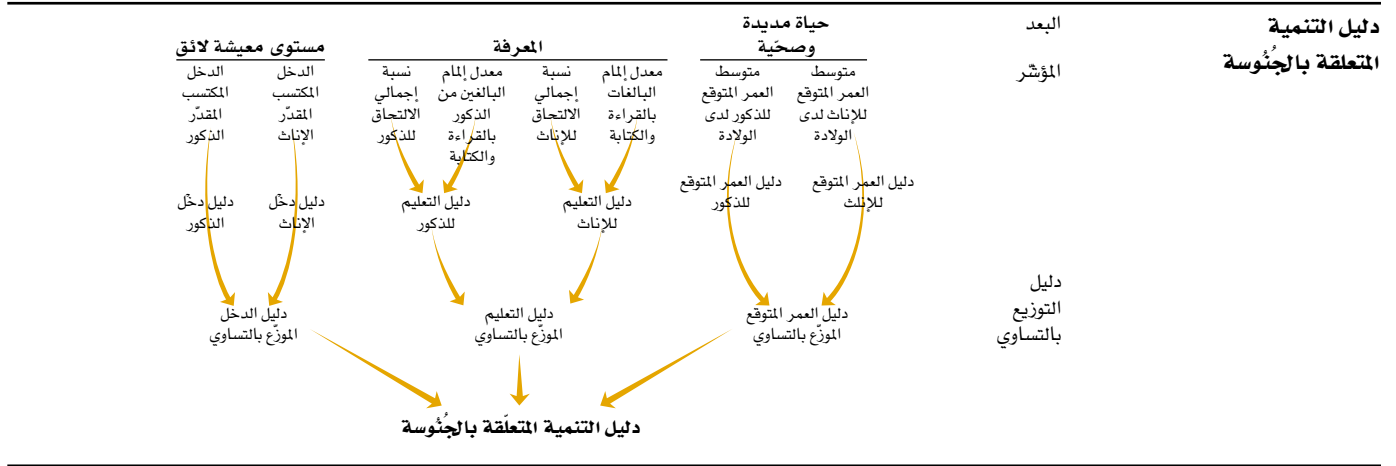 دليل التنمية
المتعلقة بالجُنُوسة
البعد
حياة مديدة
وصحَية
المعرفة
مستوى معيشة لائق
المؤشّر
متوسط
العمر المتوقع
للإناث لدى
الولادة
متوسط
العمر المتوقع
للذكور لدى
الولادة
معدل إلمام
البالغات
بالقراءة
والكتابة
نسبة
إجمالي
الالتحاق
للإناث
معدل إلمام
البالغين من
الذكور
بالقراءة
والكتابة
نسبة
إجمالي
الالتحاق
للذكور
الدخل
المكتسب
المقدّر
الإناث
الدخل
المكتسب
المقدّر
الذكور
دليل العمر المتوقع
للإناث
دليل العمر المتوقع
للذكور
دليل التعليم
للإناث
دليل التعليم
للذكور
دليل دخْل
الإناث
دليل دخْل
الذكور
دليل
التوزيع
بالتساوي
دليل العمر المتوقع
الموزّع بالتساوي
دليل التعليم
الموزّع بالتساوي
دليل الدخل
الموزّع بالتساوي
دليل التنمية المتعلّقة بالجُنُوسة